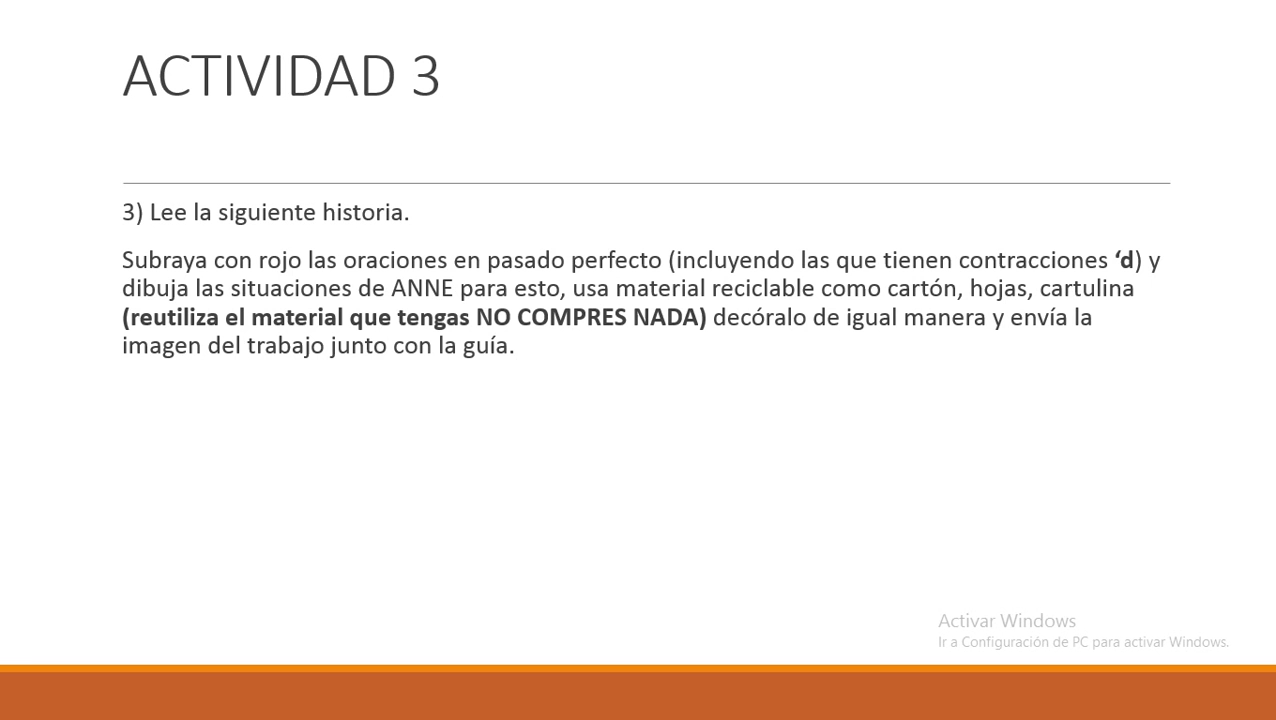 ACTIVIDAD 3
3) Lee la siguiente historia.
Subraya con rojo las oraciones en pasado perfecto (incluyendo las que tienen contracciones ‘d) y
dibuja las situaciones de ANNE para esto, usa material reciclable como cartón, hojas, cartulina
(reutiliza el material que tengas NO COMPRES NADA) decóralo de igual manera y envía la
imagen del trabajo junto con la guía.
Activar Windows
Ir a Configuración de PC para activar Windows.